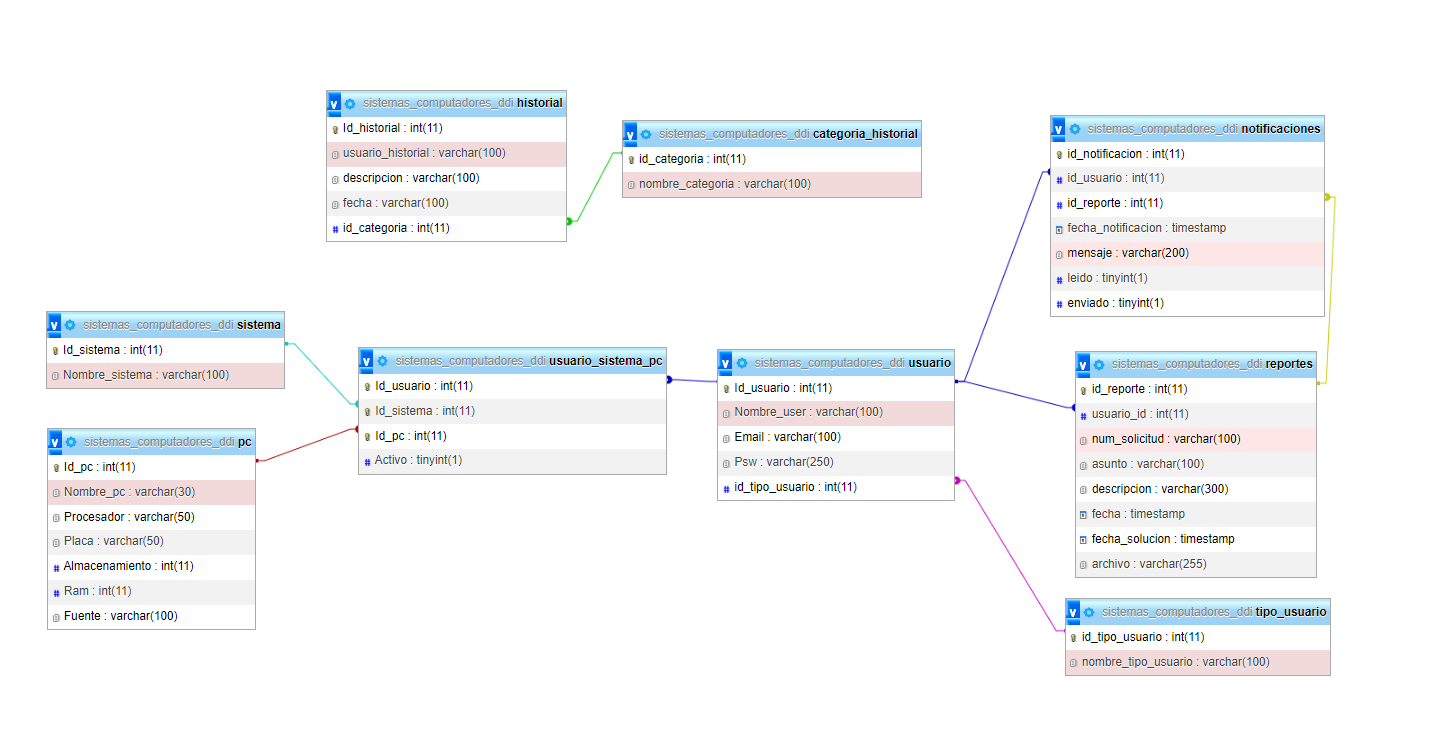 sistemas_computadores_ddi historial
Id_historial : int(11)
usuario_historial : varchar(100)
descripcion : varchar(100)
fecha : varchar(100)
id_categoria : int(11)
sistemas_computadores_ddi categoria_historial
id_categoria : int(11)
nombre_categoria : varchar(100)
sistemas_computadores_ddi notificaciones
id_notificacion : int(11)
id_usuario : int(11)
id_reporte : int(11)
fecha_notificacion : timestamp
mensaje : varchar(200)
leido : tinyint(1)
enviado : tinyint(1)
sistemas_computadores_ddi sistema
Id_sistema : int(11)
Nombre_sistema : varchar(100)
sistemas_computadores_ddi usuario_sistema_pc
Id_usuario : int(11)
Id_sistema : int(11)
Id_pc : int(11)
Activo : tinyint(1)
sistemas_computadores_ddi usuario
Id_usuario : int(11)
Nombre_user : varchar(100)
Email : varchar(100)
Psw : varchar(250)
id_tipo_usuario : int(11)
sistemas_computadores_ddi reportes
id_reporte : int(11)
usuario_id : int(11)
num_solicitud : varchar(100)
asunto : varchar(100)
descripcion : varchar(300)
fecha : timestamp
fecha_solucion : timestamp
archivo : varchar(255)
sistemas_computadores_ddi pc
Id_pc : int(11)
Nombre_pc : varchar(30)
Procesador : varchar(50)
Placa : varchar(50)
Almacenamiento : int(11)
Ram : int(11)
Fuente : varchar(100)
sistemas_computadores_ddi tipo_usuario
id_tipo_usuario : int(11)
nombre_tipo_usuario : varchar(100)